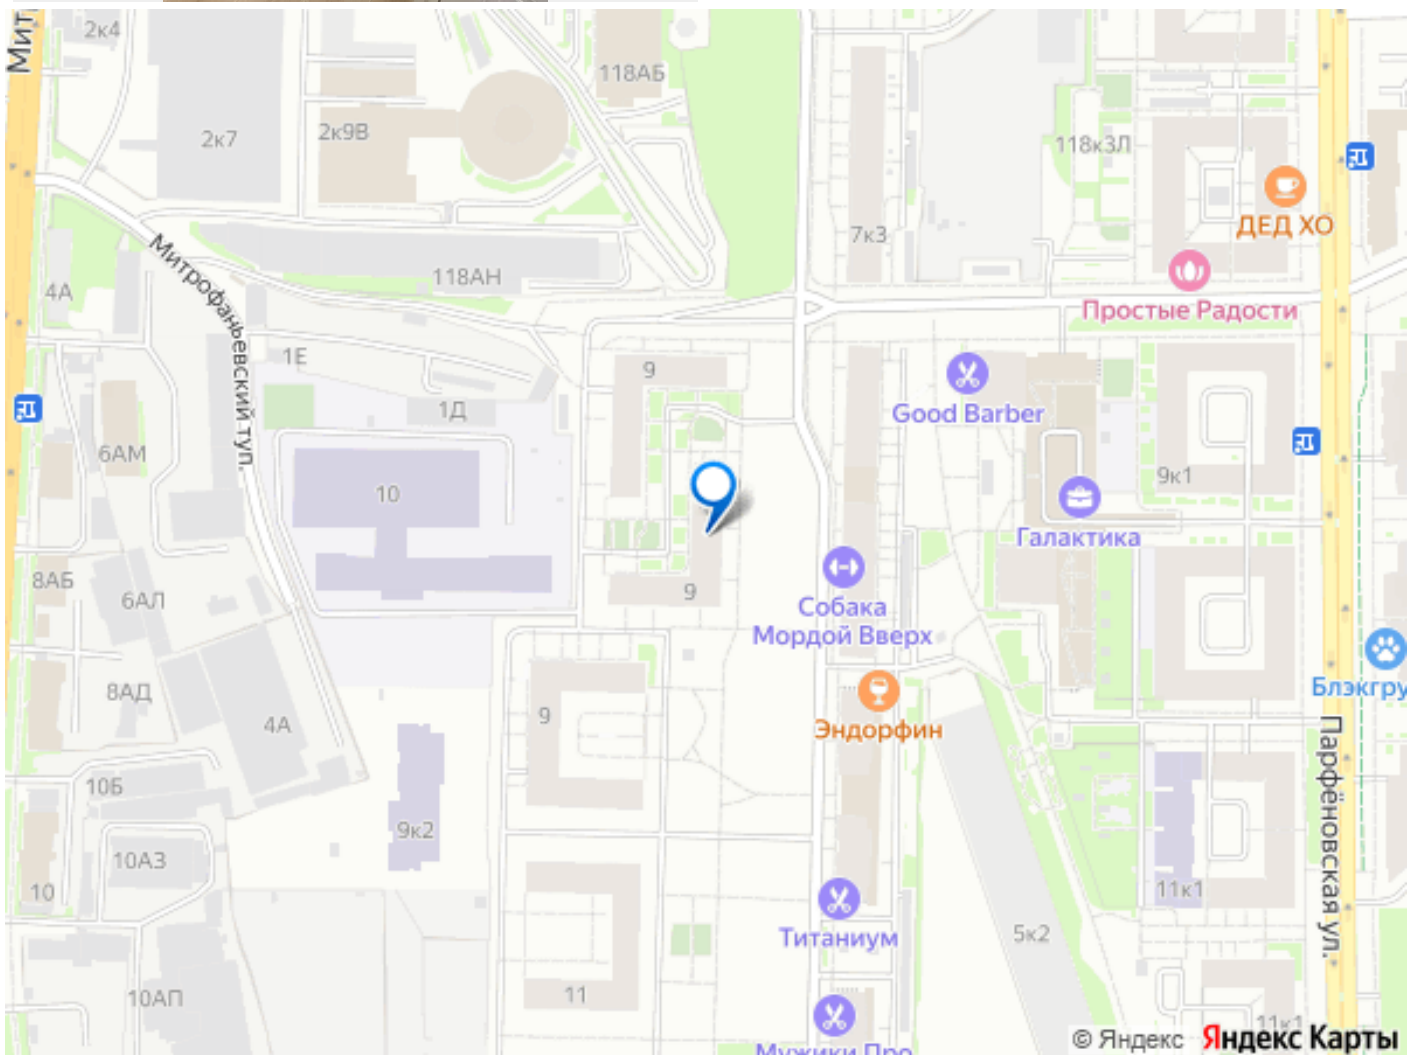 Мит
2к4
118АБ
2к7
2к9В
118к3Л
ДЕД ХО
7к3
Митрофаньевский туп.
118АН
4А
Простые Радости
1Е
9
1Д
Good Barber
6АМ
10
9к1
Галактика
8АБ
6АЛ
9
Собака
Мордой Вверх
8АД
4А
9
Эндорфин
Блэкгру
Парфёновская ул.
10Б
9к2
10АЗ
10
11к1
Титаниум
5к2
10АП
11
11к1
Мужики Про
© Яндекс Яндекс Карты